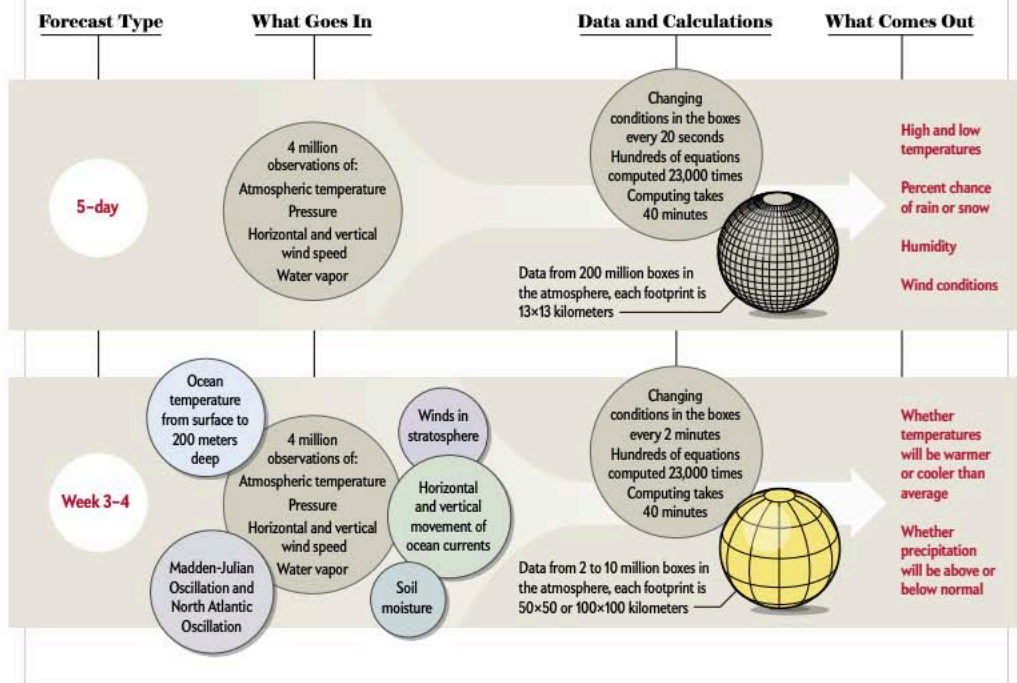 Forecast Type
What Goes In
Data and Calculations
What Comes Out
5–day
4 million
observations of:
Atmospheric temperature
Pressure
Horizontal and vertical
wind speed
Water vapor
Changing
conditions in the boxes
every 20 seconds
Hundreds of equations
computed 23,000 times
Computing takes
40 minutes
Data from 200 million boxes in
the atmosphere, each footprint is
13×13 kilometers
High and low
temperatures
Percent chance
of rain or snow
Humidity
Wind conditions
Week 3–4
Ocean
temperature
from surface to
200 meters
deep
4 million
observations of:
Atmospheric temperature
Pressure
Horizontal and vertical
wind speed
Water vapor
Madden-Julian
Oscillation and
North Atlantic
Oscillation
Winds in
stratosphere
Horizontal
and vertical
movement of
ocean currents
Soil
moisture
Changing
conditions in the boxes
every 2 minutes
Hundreds of equations
computed 23,000 times
Computing takes
40 minutes
Data from 2 to 10 million boxes in
the atmosphere, each footprint is
50×50 or 100×100 kilometers
Whether
temperatures
will be warmer
or cooler than
average
Whether
precipitation
will be above or
below normal